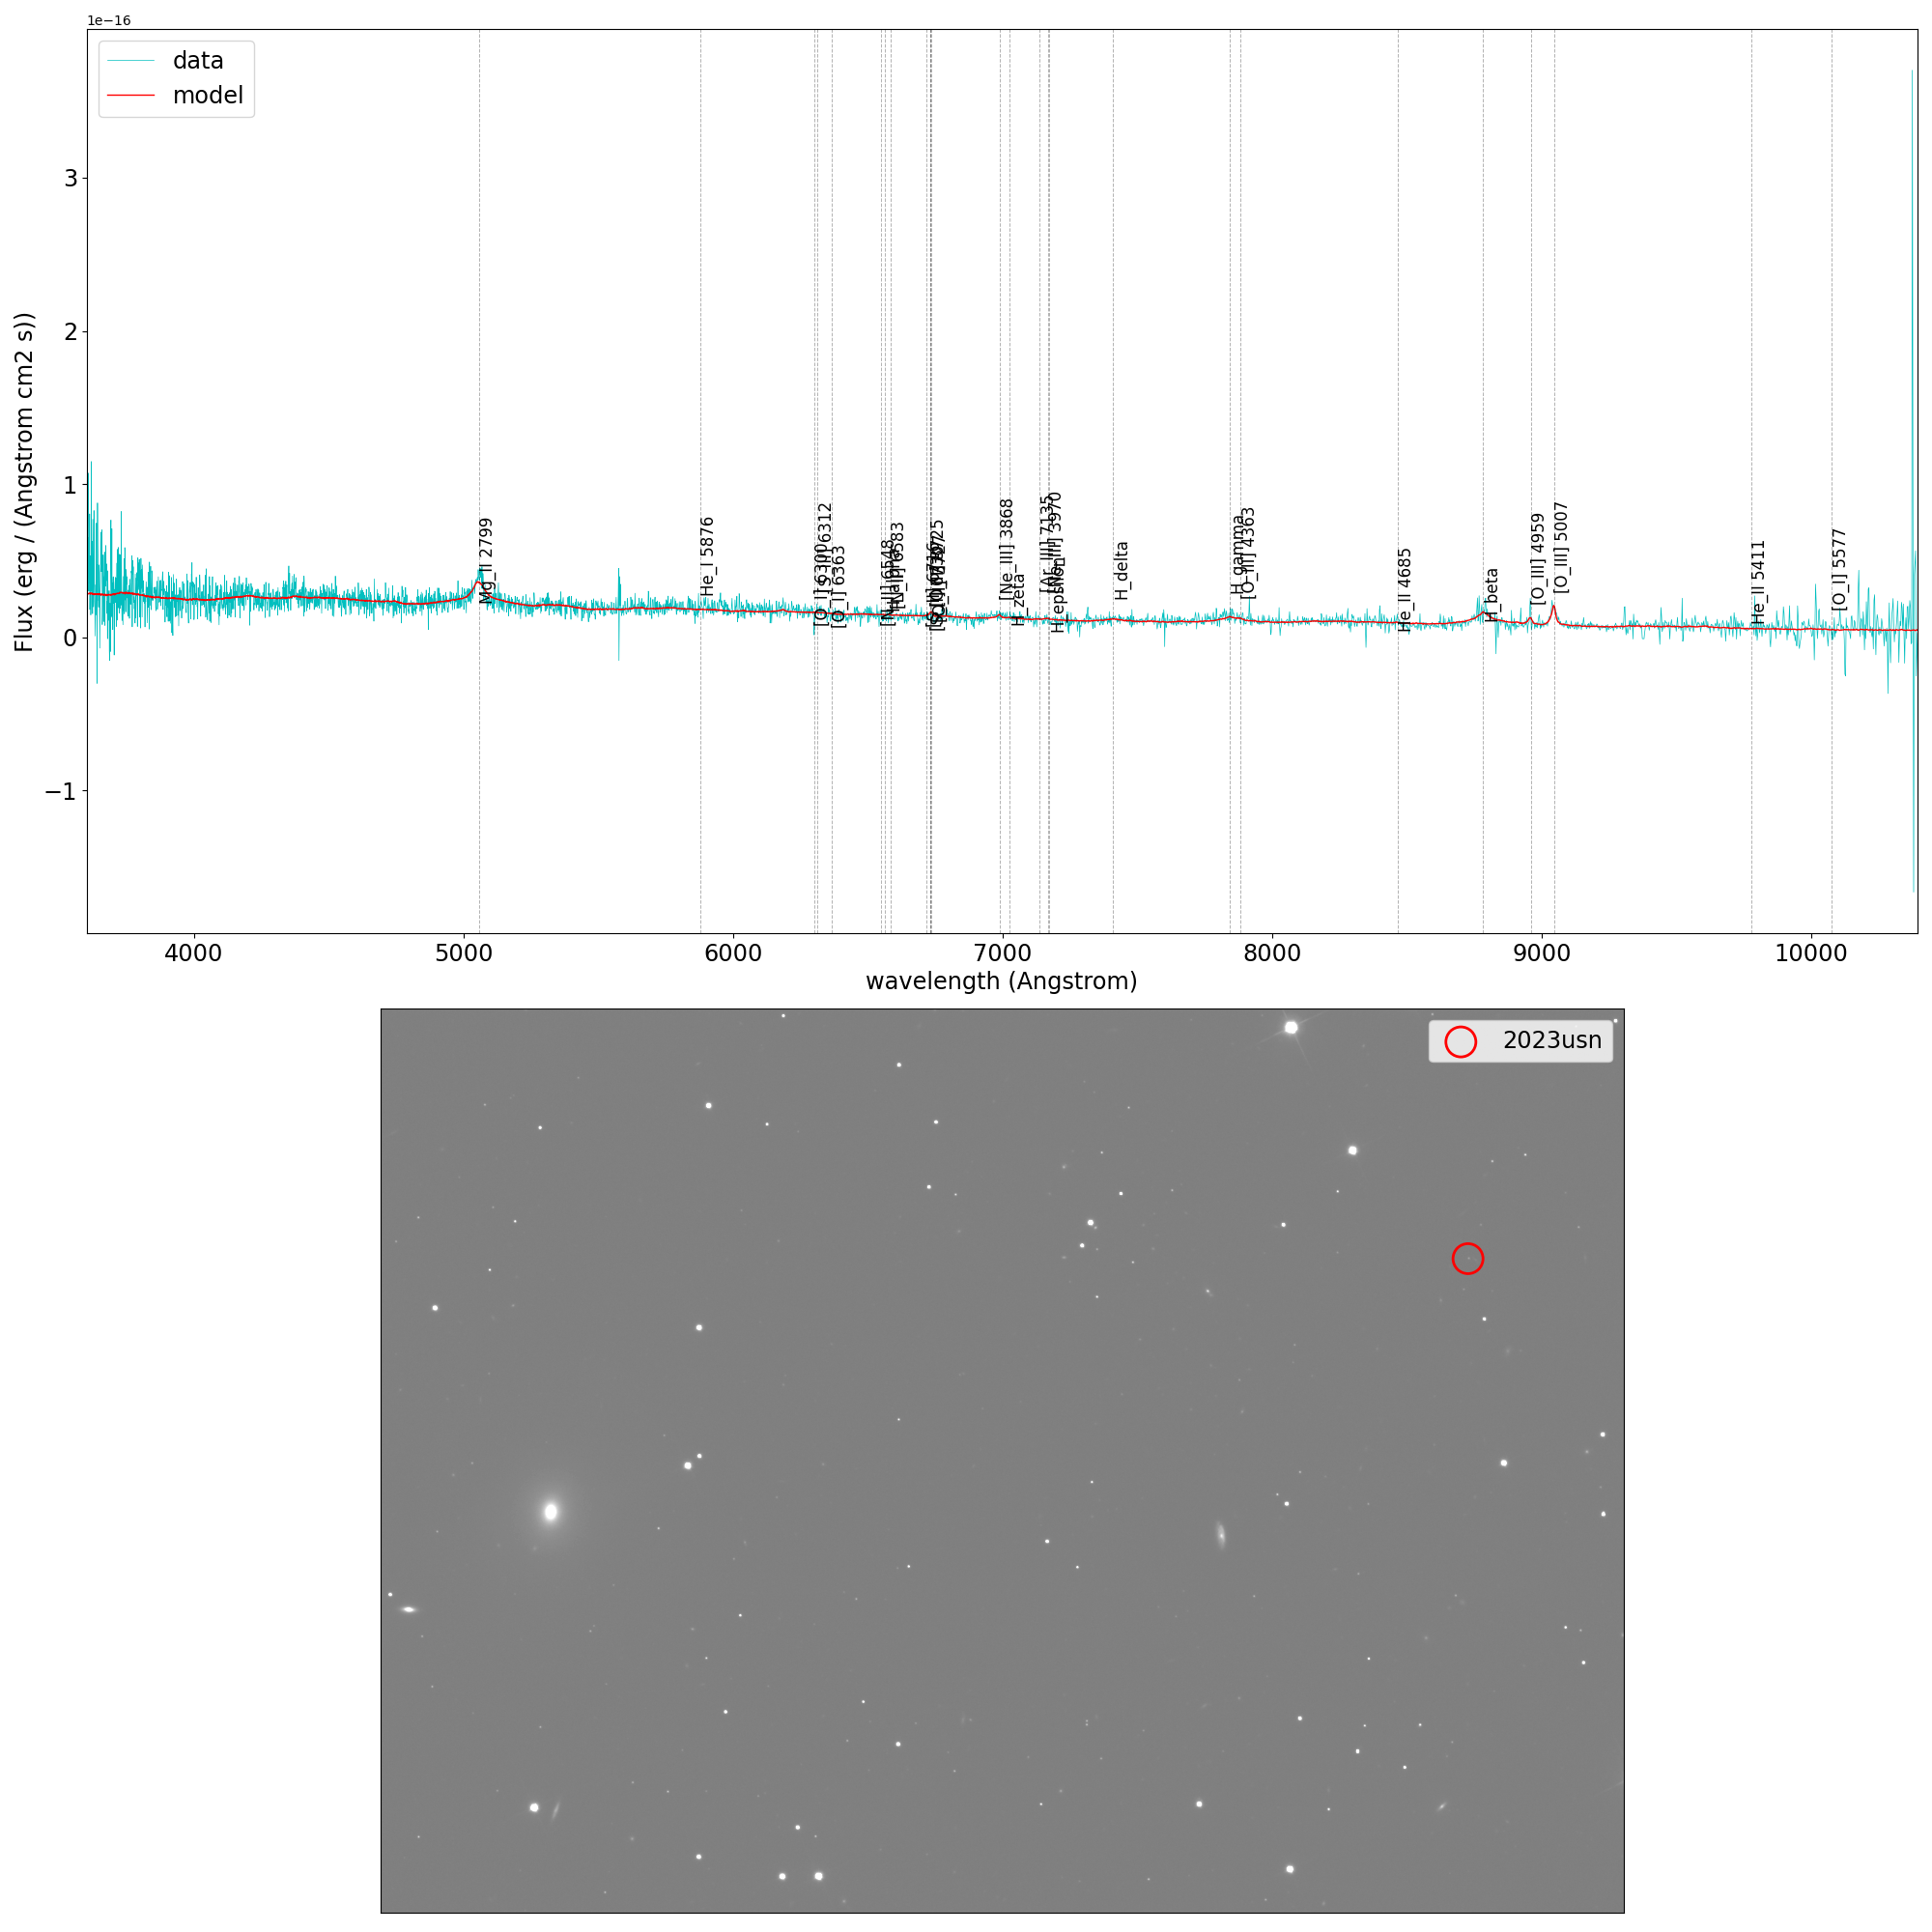 1e−16
data
model
Flux (erg / (Angstrom cm2 s))
3
2
1
0
−1
Mg_II 2799
He_I 5876
[O_I] 6300
[S_III] 6312
[O_I] 6363
[N_II] 6548
H_alpha
[N_II] 6583
[Ne_III] 3868
H_zeta
[Ar_III] 7135
[Ne_III] 3970
H_epsilon
H_delta
H_gamma
[O_III] 4363
He_II 4685
H_beta
[O_III] 4959
[O_III] 5007
He_II 5411
[O_I] 5577
4000
5000
6000
7000
8000
9000
10000
wavelength (Angstrom)
2023usn